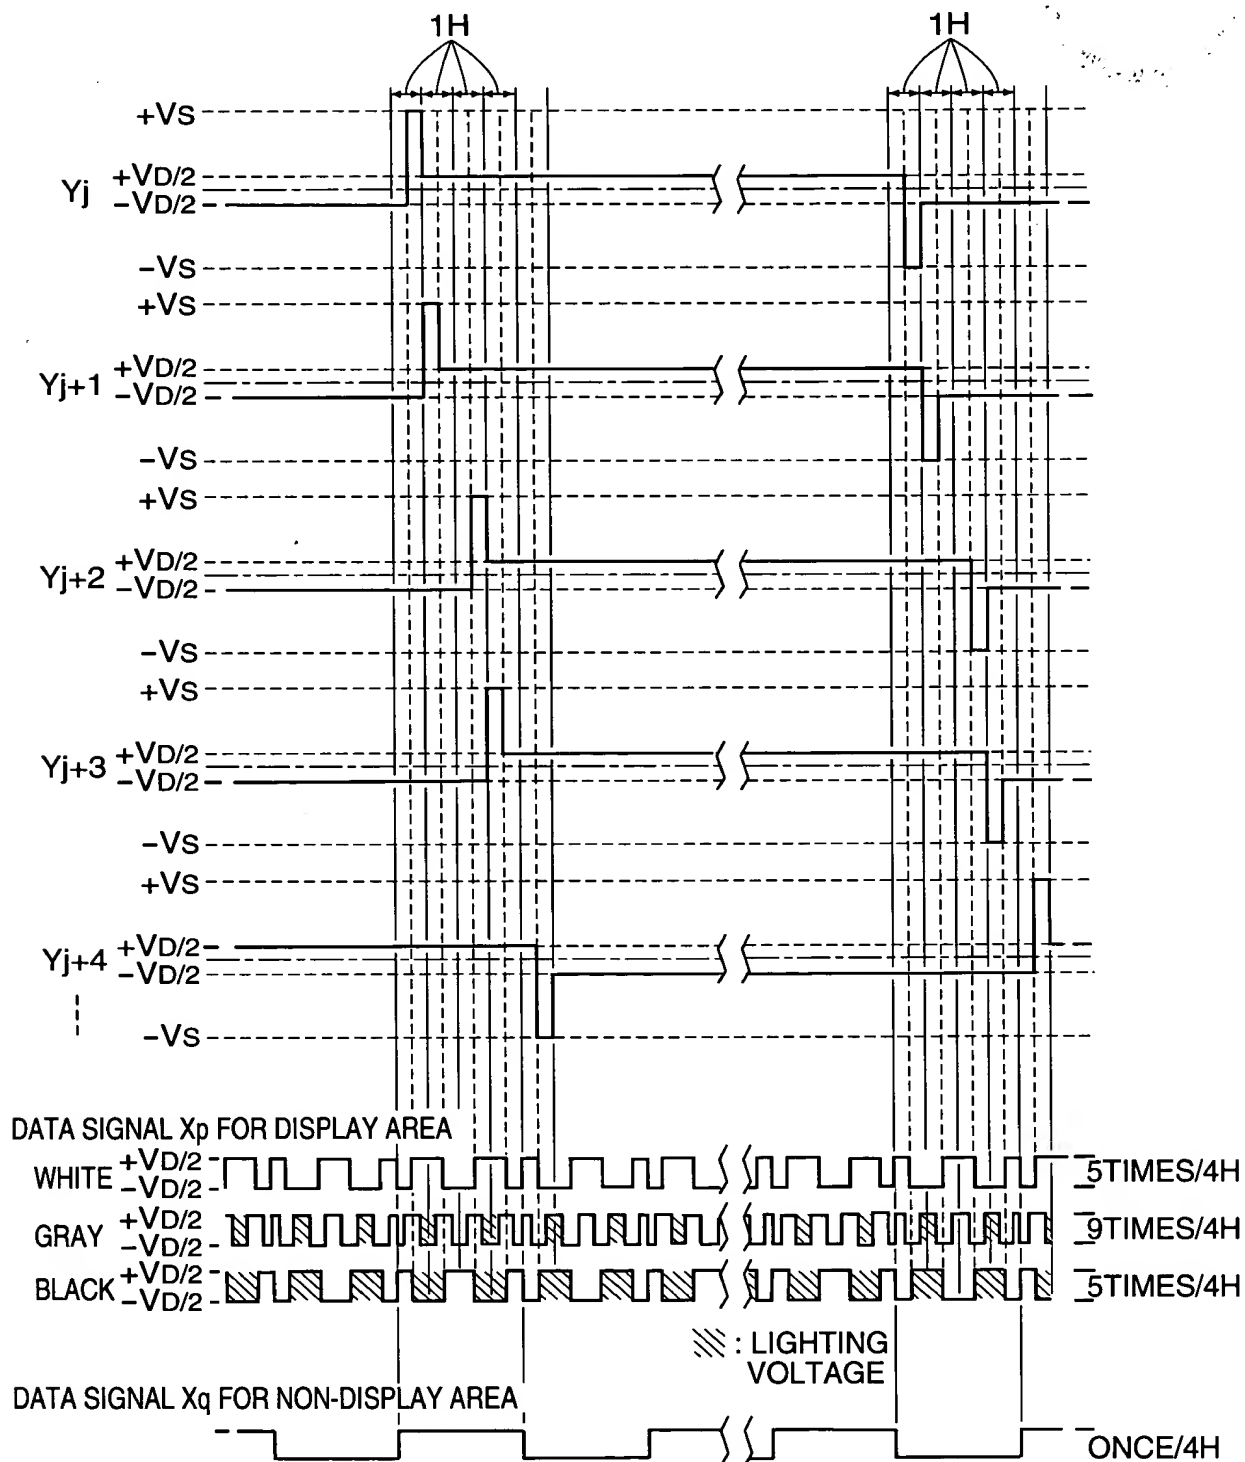 1H 1H
+VS
+VD/2
Yj
−VD/2
−VS
+VS
+VD/2
Yj+1
−VD/2
−VS
+VS
+VD/2
Yj+2
−VD/2
−VS
+VS
+VD/2
Yj+3
−VD/2
−VS
+VS
+VD/2
Yj+4
−VD/2
−VS
DATA SIGNAL Xp FOR DISPLAY AREA
+VD/2
WHITE 5TIMES/4H
−VD/2
+VD/2
GRAY 9TIMES/4H
−VD/2
+VD/2
BLACK 5TIMES/4H
−VD/2
: LIGHTING
VOLTAGE
DATA SIGNAL Xq FOR NON-DISPLAY AREA
ONCE/4H